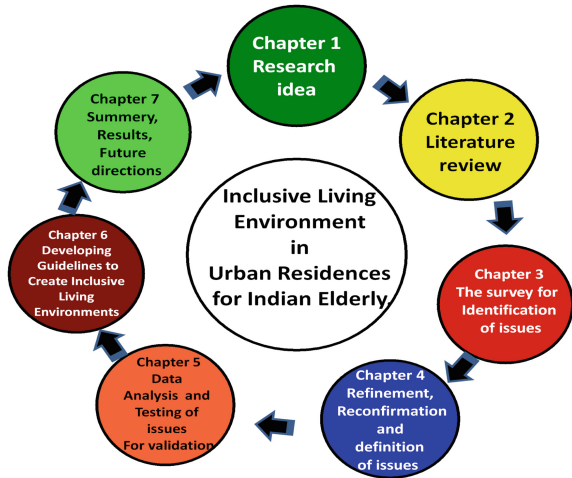 Chapter 1
Research
idea
Chapter 2
Literature
review
Chapter 3
The survey for
Identification
of issues
Chapter 4
Refinement,
Reconfirmation
and
definition
of issues
Chapter 5
Data
Analysis and
Testing of
issues
For validation
Chapter 6
Developing
Guidelines to
Create Inclusive
Living
Environments
Chapter 7
Summery,
Results,
Future
directions
Inclusive Living
Environment
in
Urban Residences
for Indian Elderly,